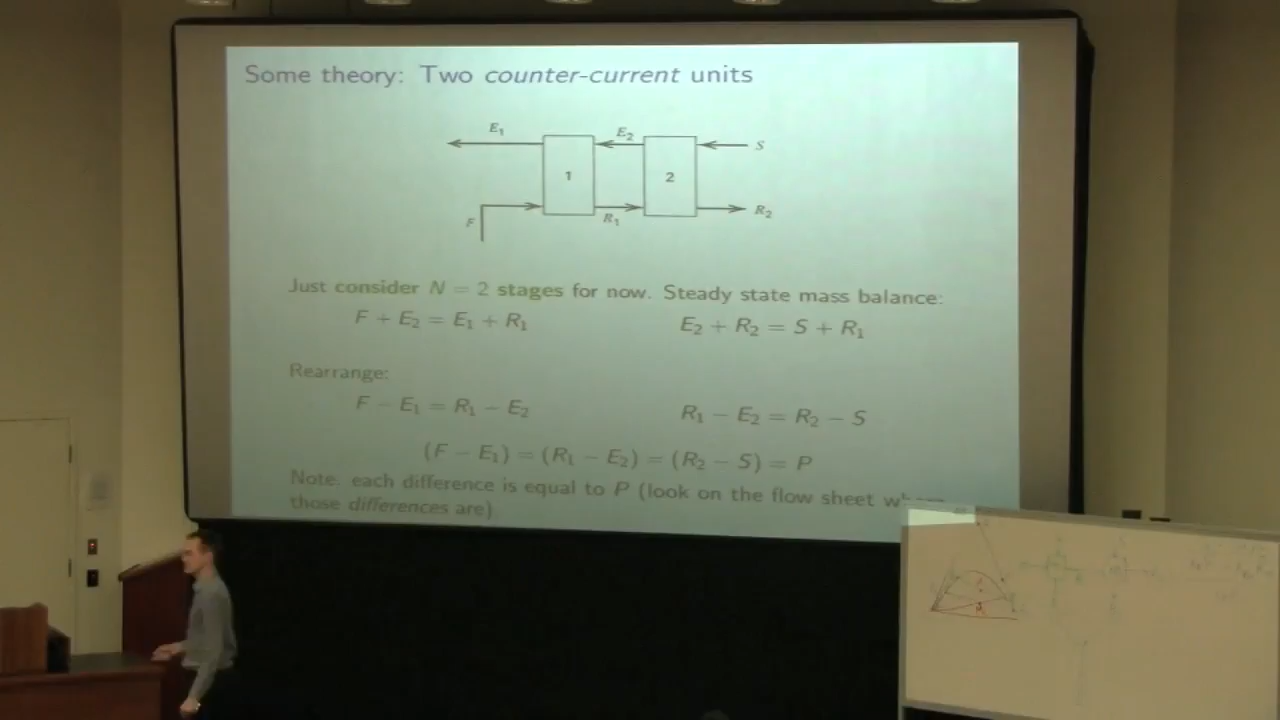 Some theory: Two counter-current units
E₁
E₂
S
1
2
F
R₁
R₂
Just consider N = 2 stages for now. Steady state mass balance:
F + E₂ = E₁ + R₁
E₂ + R₂ = S + R₁
Rearrange:
F − E₁ = R₁ − E₂
R₁ − E₂ = R₂ − S
(F − E₁) = (R₁ − E₂) = (R₂ − S) = P
Note: each difference is equal to P (look on the flow sheet where
those differences are)